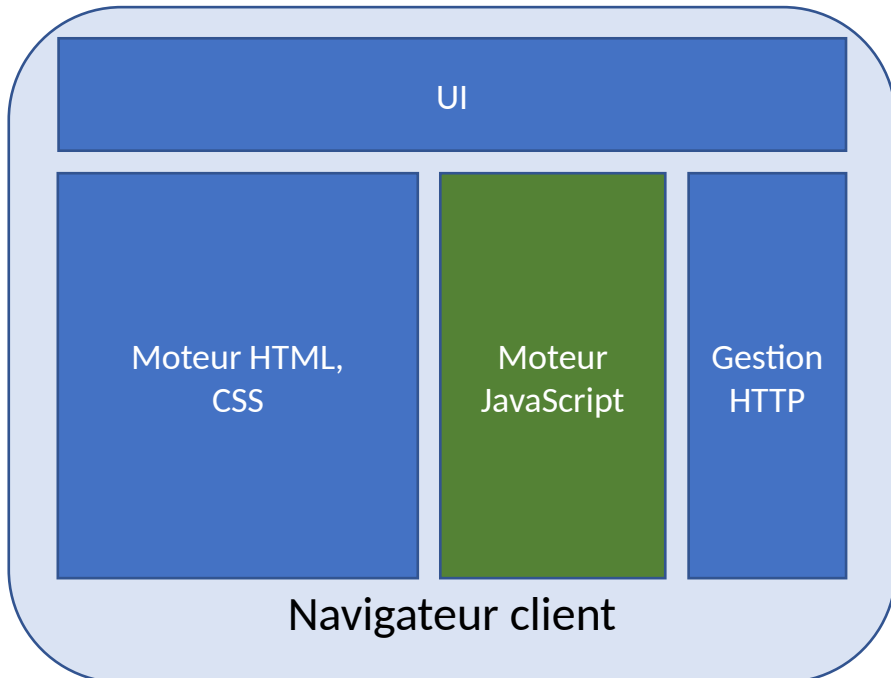 UI
Moteur HTML,
CSS
Moteur
JavaScript
Gestion
HTTP
Navigateur client